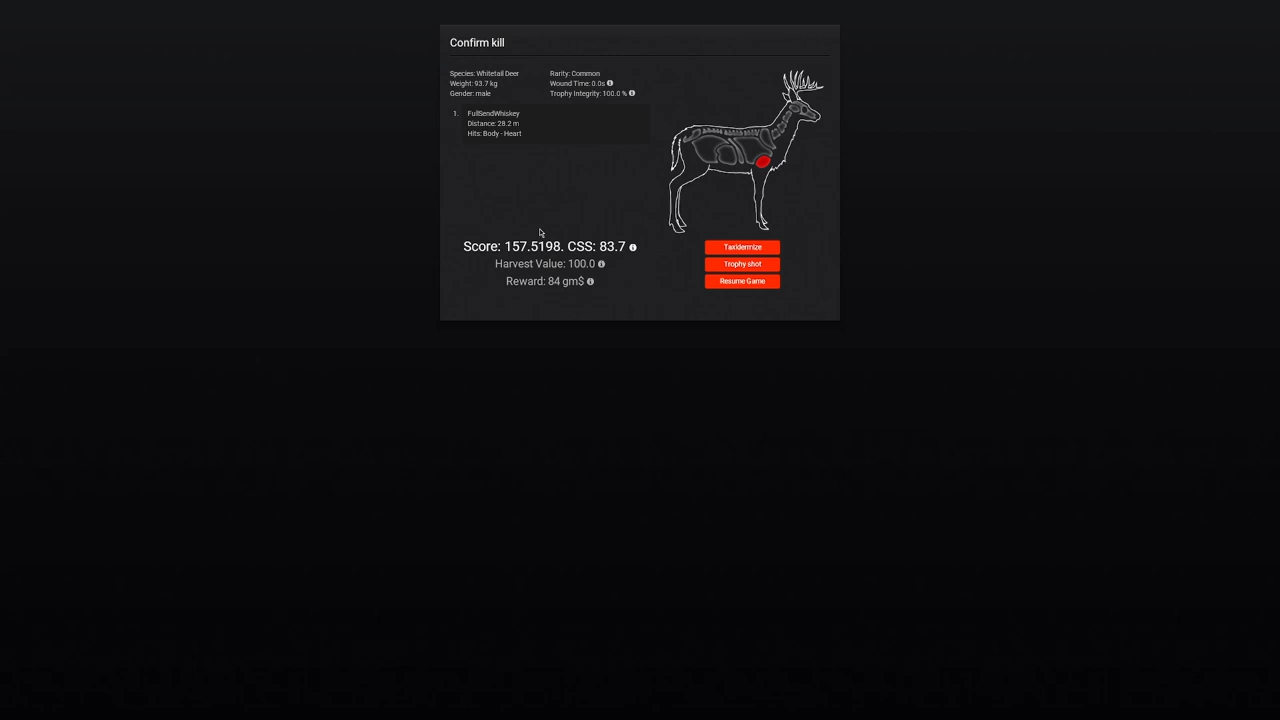 Confirm kill
Species: Whitetail Deer
Weight: 93.7 kg
Gender: male
Rarity: Common
Wound Time: 0.0s
Trophy Integrity: 100.0 %
1. FullSendWhiskey
Distance: 28.2 m
Hits: Body - Heart
Score: 157.5198. CSS: 83.7
Harvest Value: 100.0
Reward: 84 gm$
Taxidermize
Trophy shot
Resume Game